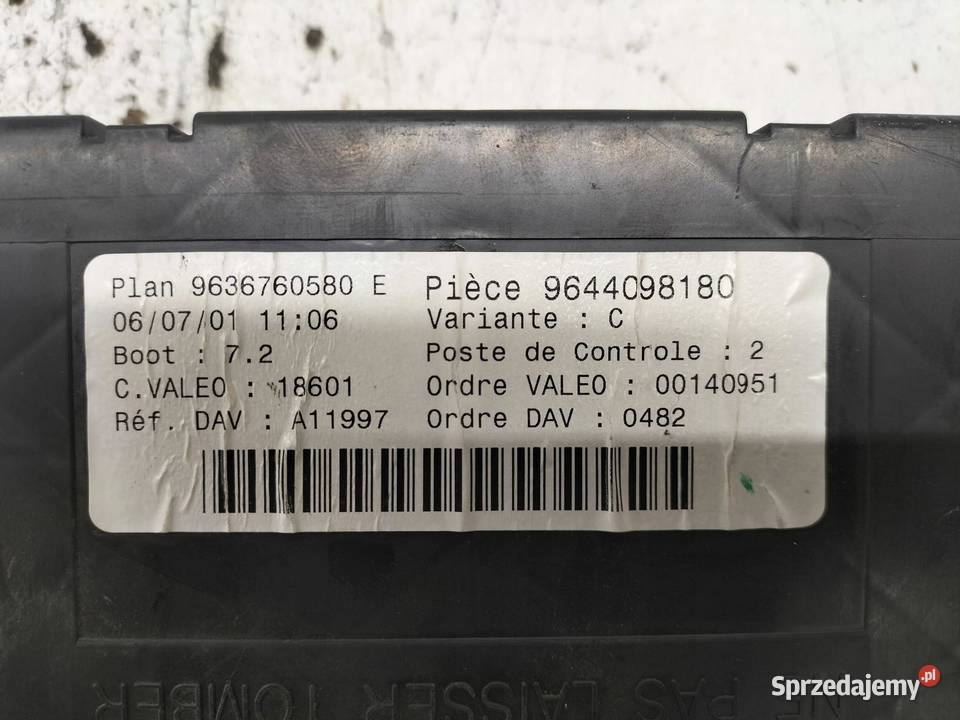 Plan 9636760580 E
06/07/01 11:06
Boot : 7.2
C.VALEO : 18601
Réf. DAV : A11997
Pièce 9644098180
Variante : C
Poste de Controle : 2
Ordre VALEO : 00140951
Ordre DAV : 0482
NE PAS LAISSER TOMBER
Sprzedajemy.pl